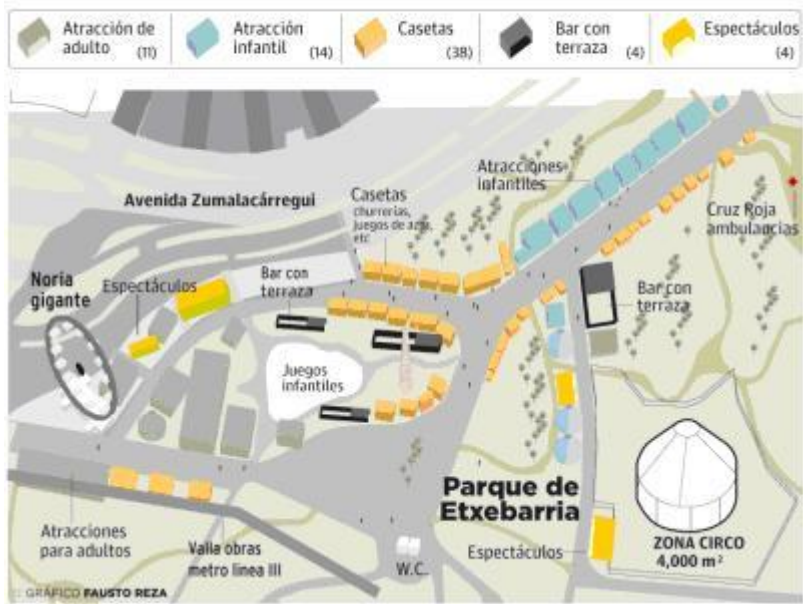 Atracción de
adulto (11)
Atracción
infantil (14)
Casetas
(38)
Bar con
terraza (4)
Espectáculos
(4)
Avenida Zumalacárregui
Casetas
churrerías,
juegos de azar,
etc
Atracciones
infantiles
Cruz Roja
ambulancias
Noria
gigante
Espectáculos
Bar con
terraza
Bar con
terraza
Juegos
infantiles
Parque de
Etxebarria
Atracciones
para adultos
Valla obras
metro linea III
W.C.
Espectáculos
ZONA CIRCO
4,000 m²
GRÁFICO FAUSTO REZA